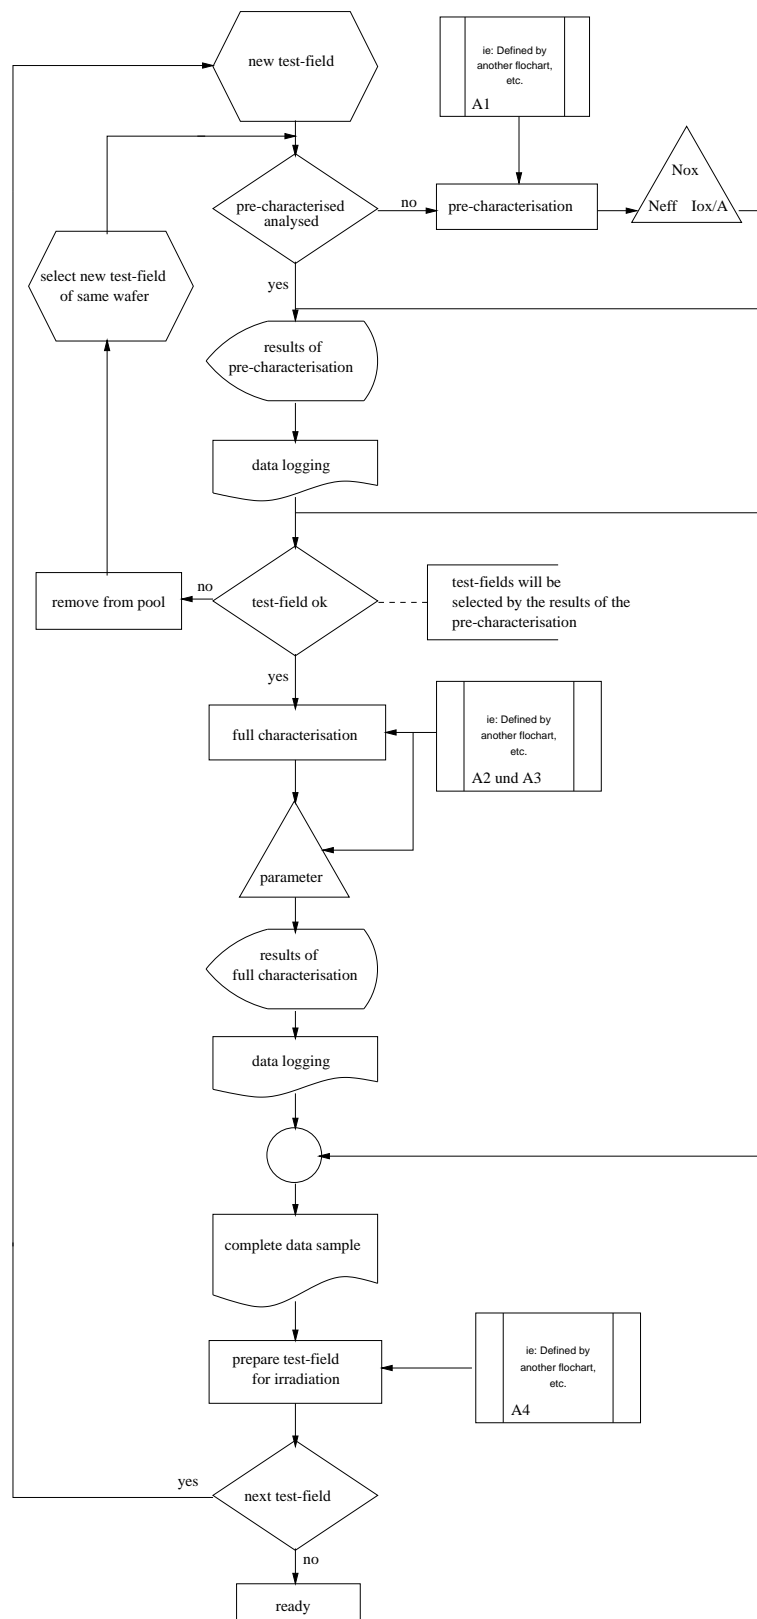 new test-field
ie: Defined by
another flochart,
etc.
A1
pre-characterised
analysed
no
pre-characterisation
Nox
Neff Iox/A
select new test-field
of same wafer
yes
results of
pre-characterisation
data logging
remove from pool
no
test-field ok
test-fields will be
selected by the results of the
pre-characterisation
yes
full characterisation
ie: Defined by
another flochart,
etc.
A2 und A3
parameter
results of
full characterisation
data logging
complete data sample
prepare test-field
for irradiation
ie: Defined by
another flochart,
etc.
A4
yes
next test-field
no
ready